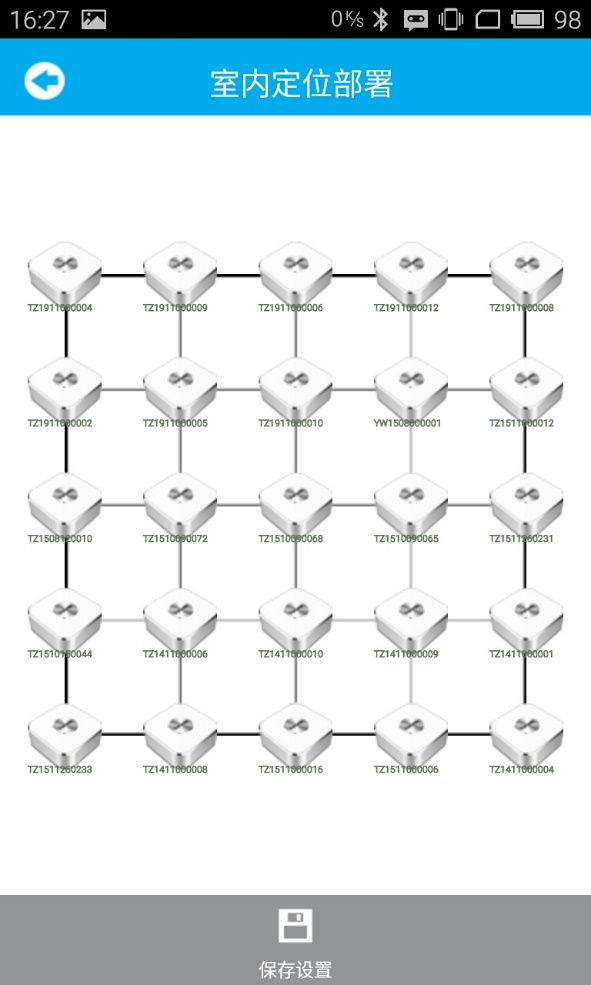 16:27
0 K/s
98
室内定位部署
TZ1911000004 TZ1911000009 TZ1911000006 TZ1911000012 TZ1911000008
TZ1911000002 TZ1911000005 TZ1911000010 YW1508000001 TZ1511000012
TZ1508120010 TZ1510090072 TZ1510090068 TZ1510090065 TZ1511260231
TZ1510160044 TZ1411000006 TZ1411000010 TZ1411000009 TZ1411000001
TZ1511260233 TZ1411000008 TZ1511000016 TZ1511000006 TZ1411000004
保存设置